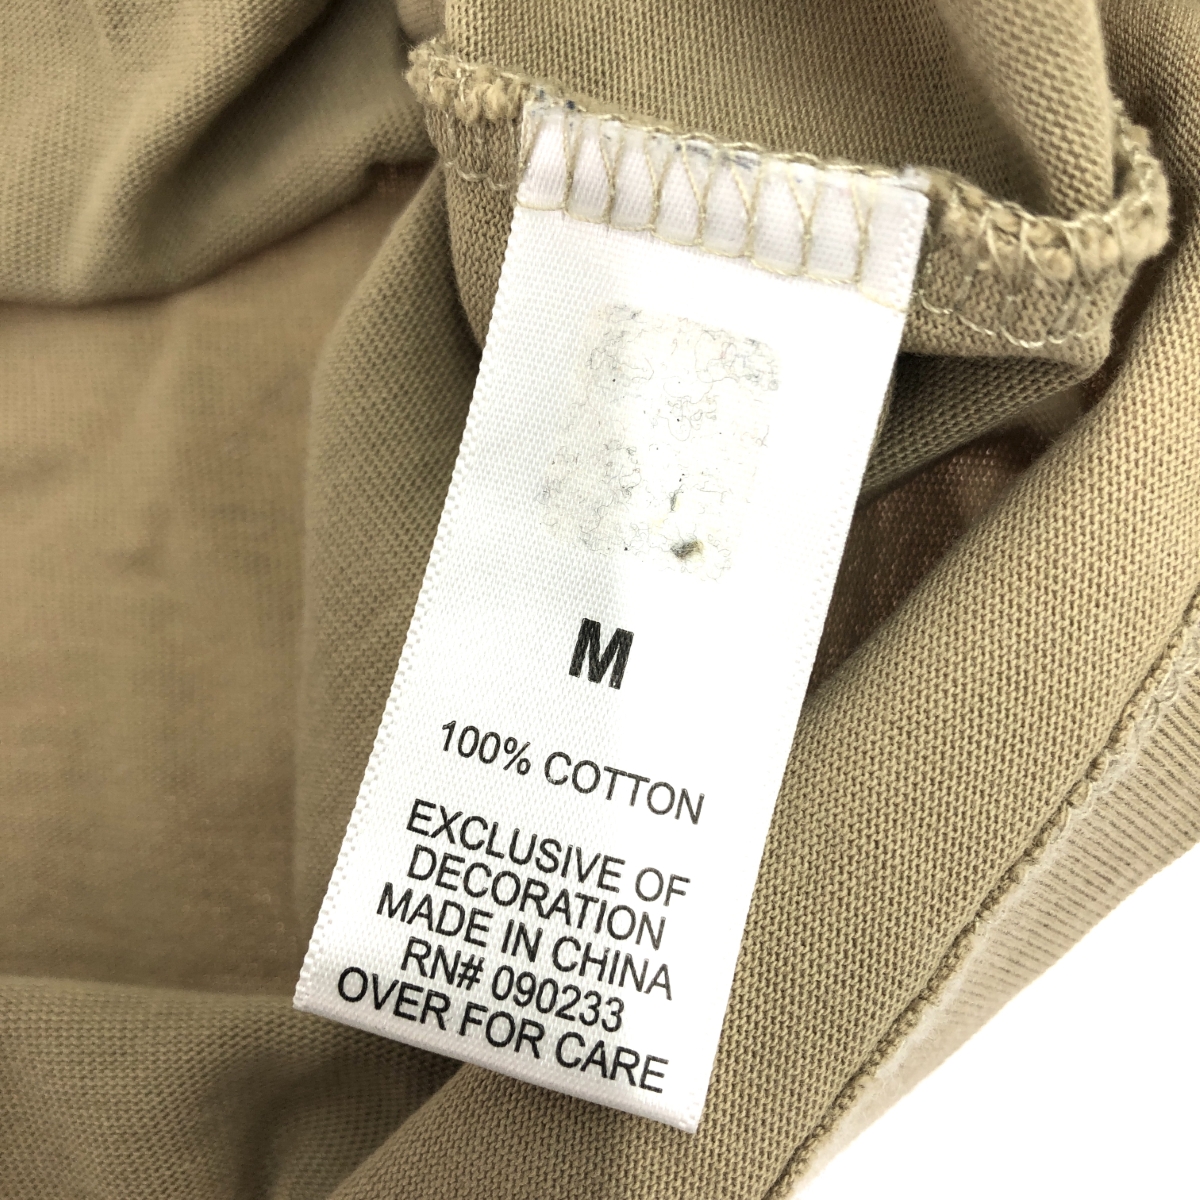 M
100% COTTON
EXCLUSIVE OF
DECORATION
MADE IN CHINA
RN# 090233
OVER FOR CARE